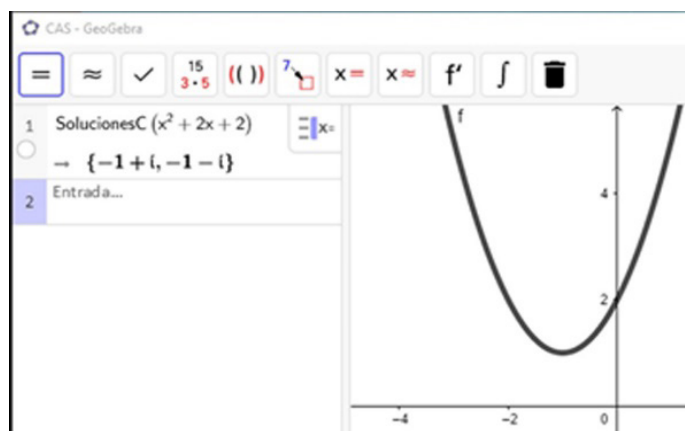 CAS - GeoGebra
= ≈ ✓ 15 3·5 (( )) 7 x= x≈ f' ∫
1 SolucionesC (x² + 2x + 2)
x=
→ {−1 + i, −1 − i}
2 Entrada...
f
4
2
-4 -2 0